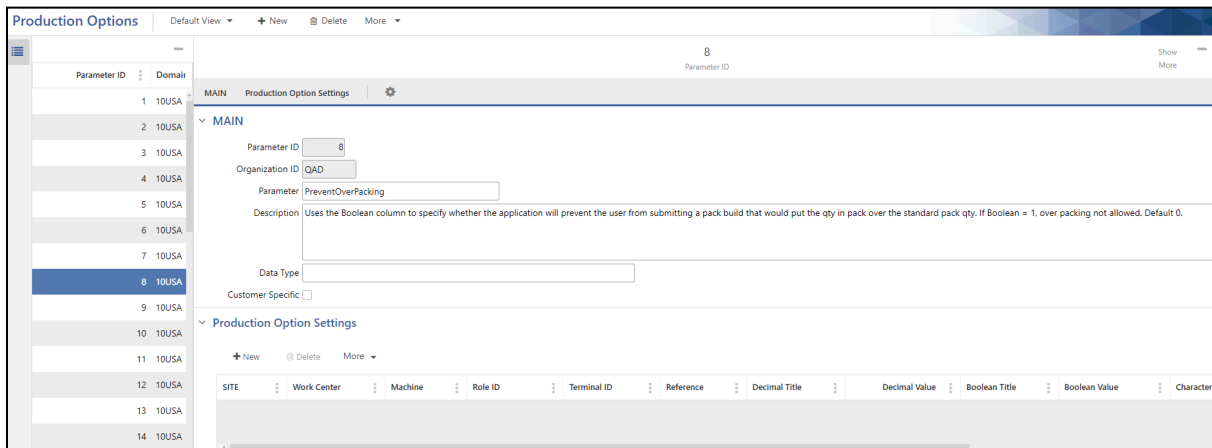 Production Options
Default View
New
Delete
More
8
Parameter ID
Show
More
Parameter ID
Domain
1 10USA
2 10USA
3 10USA
4 10USA
5 10USA
6 10USA
7 10USA
8 10USA
9 10USA
10 10USA
11 10USA
12 10USA
13 10USA
14 10USA
MAIN
Production Option Settings
MAIN
Parameter ID 8
Organization ID QAD
Parameter PreventOverPacking
Description Uses the Boolean column to specify whether the application will prevent the user from submitting a pack build that would put the qty in pack over the standard pack qty. If Boolean = 1, over packing not allowed. Default 0.
Data Type
Customer Specific
Production Option Settings
New
Delete
More
SITE
Work Center
Machine
Role ID
Terminal ID
Reference
Decimal Title
Decimal Value
Boolean Title
Boolean Value
Character